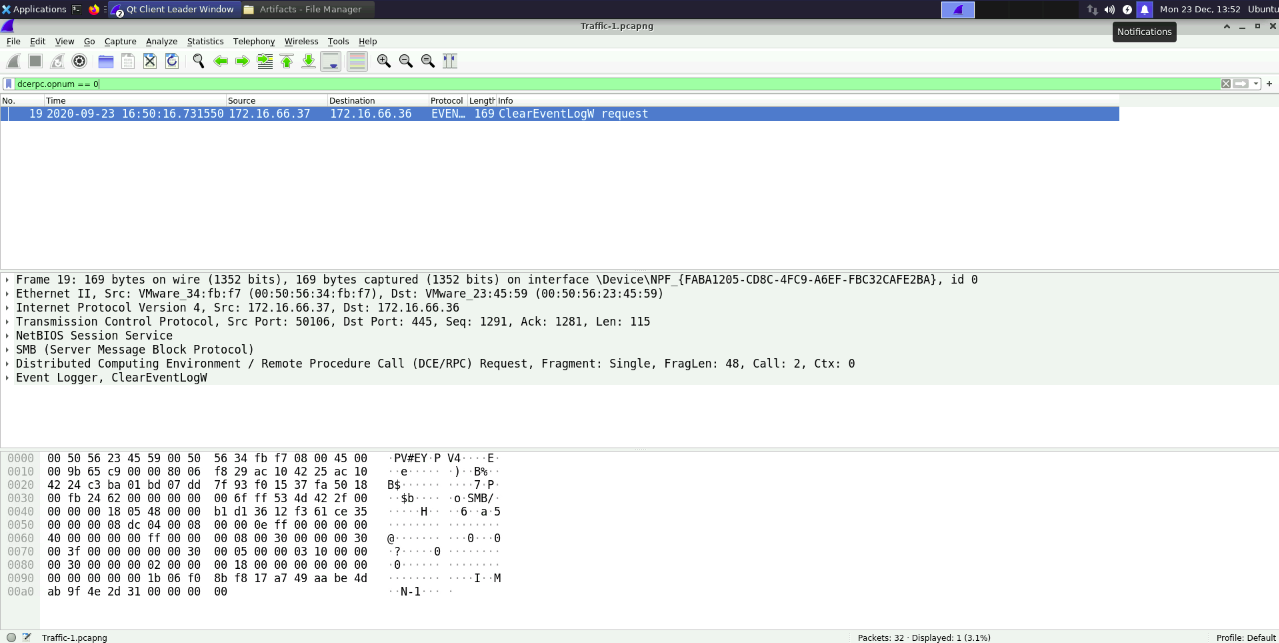 Applications Qt Client Leader Window Artifacts - File Manager Mon 23 Dec, 13:52 Ubuntu
Traffic-1.pcapng
File Edit View Go Capture Analyze Statistics Telephony Wireless Tools Help
Notifications
dcerpc.opnum == 0
No. Time Source Destination Protocol Length Info
19 2020-09-23 16:50:16.731550 172.16.66.37 172.16.66.36 EVEN… 169 ClearEventLogW request
Frame 19: 169 bytes on wire (1352 bits), 169 bytes captured (1352 bits) on interface \Device\NPF_{FABA1205-CD8C-4FC9-A6EF-FBC32CAFE2BA}, id 0
Ethernet II, Src: VMware_34:fb:f7 (00:50:56:34:fb:f7), Dst: VMware_23:45:59 (00:50:56:23:45:59)
Internet Protocol Version 4, Src: 172.16.66.37, Dst: 172.16.66.36
Transmission Control Protocol, Src Port: 50106, Dst Port: 445, Seq: 1291, Ack: 1281, Len: 115
NetBIOS Session Service
SMB (Server Message Block Protocol)
Distributed Computing Environment / Remote Procedure Call (DCE/RPC) Request, Fragment: Single, FragLen: 48, Call: 2, Ctx: 0
Event Logger, ClearEventLogW
0000 00 50 56 23 45 59 00 50 56 34 fb f7 08 00 45 00 ·PV#EY·P V4····E·
0010 00 9b 65 c9 00 00 80 06 f8 29 ac 10 42 25 ac 10 ··e····· ·)··B%··
0020 42 24 c3 ba 01 bd 07 dd 7f 93 f0 15 37 fa 50 18 B$······ ····7·P·
0030 00 fb 24 62 00 00 00 00 00 6f ff 53 4d 42 2f 00 ··$b···· ·o·SMB/·
0040 00 00 00 18 05 48 00 00 b1 d1 36 12 f3 61 ce 35 ·····H·· ··6··a·5
0050 00 00 00 08 dc 04 00 08 00 00 0e ff 00 00 00 00 ········ ········
0060 40 00 00 00 00 ff 00 00 00 08 00 30 00 00 00 30 @······· ···0···0
0070 00 3f 00 00 00 00 00 30 00 05 00 00 03 10 00 00 00 ·?·····0 ········
0080 00 30 00 00 00 02 00 00 00 18 00 00 00 00 00 00 ·0······ ········
0090 00 00 00 00 00 1b 06 f0 8b f8 17 a7 49 aa be 4d ········ ····I··M
00a0 ab 9f 4e 2d 31 00 00 00 00 ··N-1··· ·
Traffic-1.pcapng Packets: 32 · Displayed: 1 (3.1%) Profile: Default